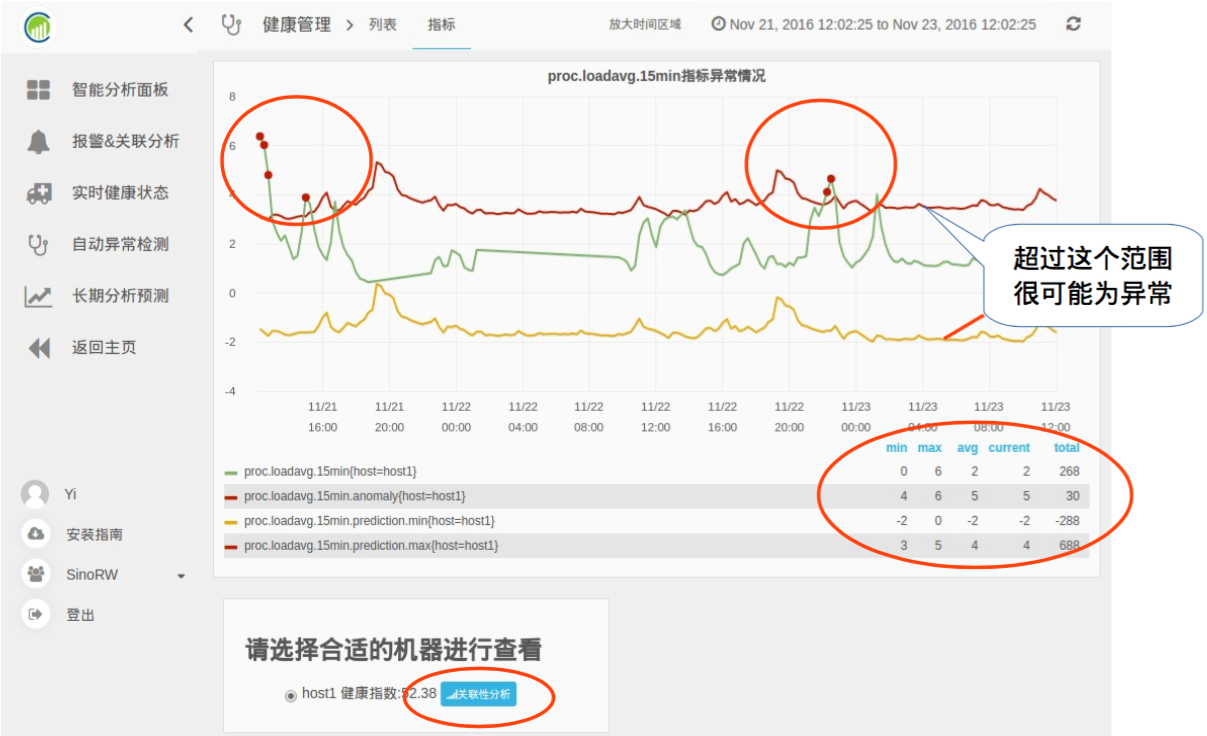 健康管理 > 列表 指标 放大时间区域 Nov 21, 2016 12:02:25 to Nov 23, 2016 12:02:25
智能分析面板
报警&关联分析
实时健康状态
自动异常检测
长期分析预测
返回主页
Yi
安装指南
SinoRW
登出
proc.loadavg.15min指标异常情况
8
6
4
2
0
-2
-4
11/21 11/21 11/22 11/22 11/22 11/22 11/22 11/22 11/23 11/23 11/23 11/23
16:00 20:00 00:00 04:00 08:00 12:00 16:00 20:00 00:00 04:00 08:00 12:00
超过这个范围
很可能为异常
min max avg current total
proc.loadavg.15min{host=host1} 0 6 2 2 268
proc.loadavg.15min.anomaly{host=host1} 4 6 5 5 30
proc.loadavg.15min.prediction.min{host=host1} -2 0 -2 -2 -288
proc.loadavg.15min.prediction.max{host=host1} 3 5 4 4 688
请选择合适的机器进行查看
host1 健康指数:52.38 关联性分析